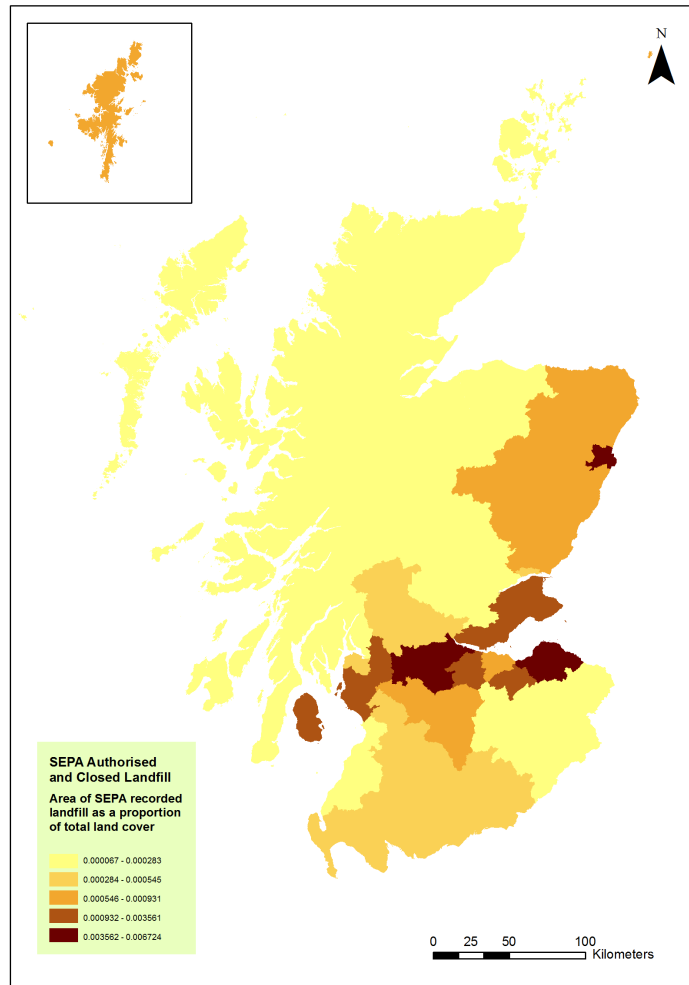 N
SEPA Authorised
and Closed Landfill
Area of SEPA recorded
landfill as a proportion
of total land cover
0.000067 - 0.000283
0.000284 - 0.000545
0.000546 - 0.000931
0.000932 - 0.003561
0.003562 - 0.006724
0 25 50 100
Kilometers